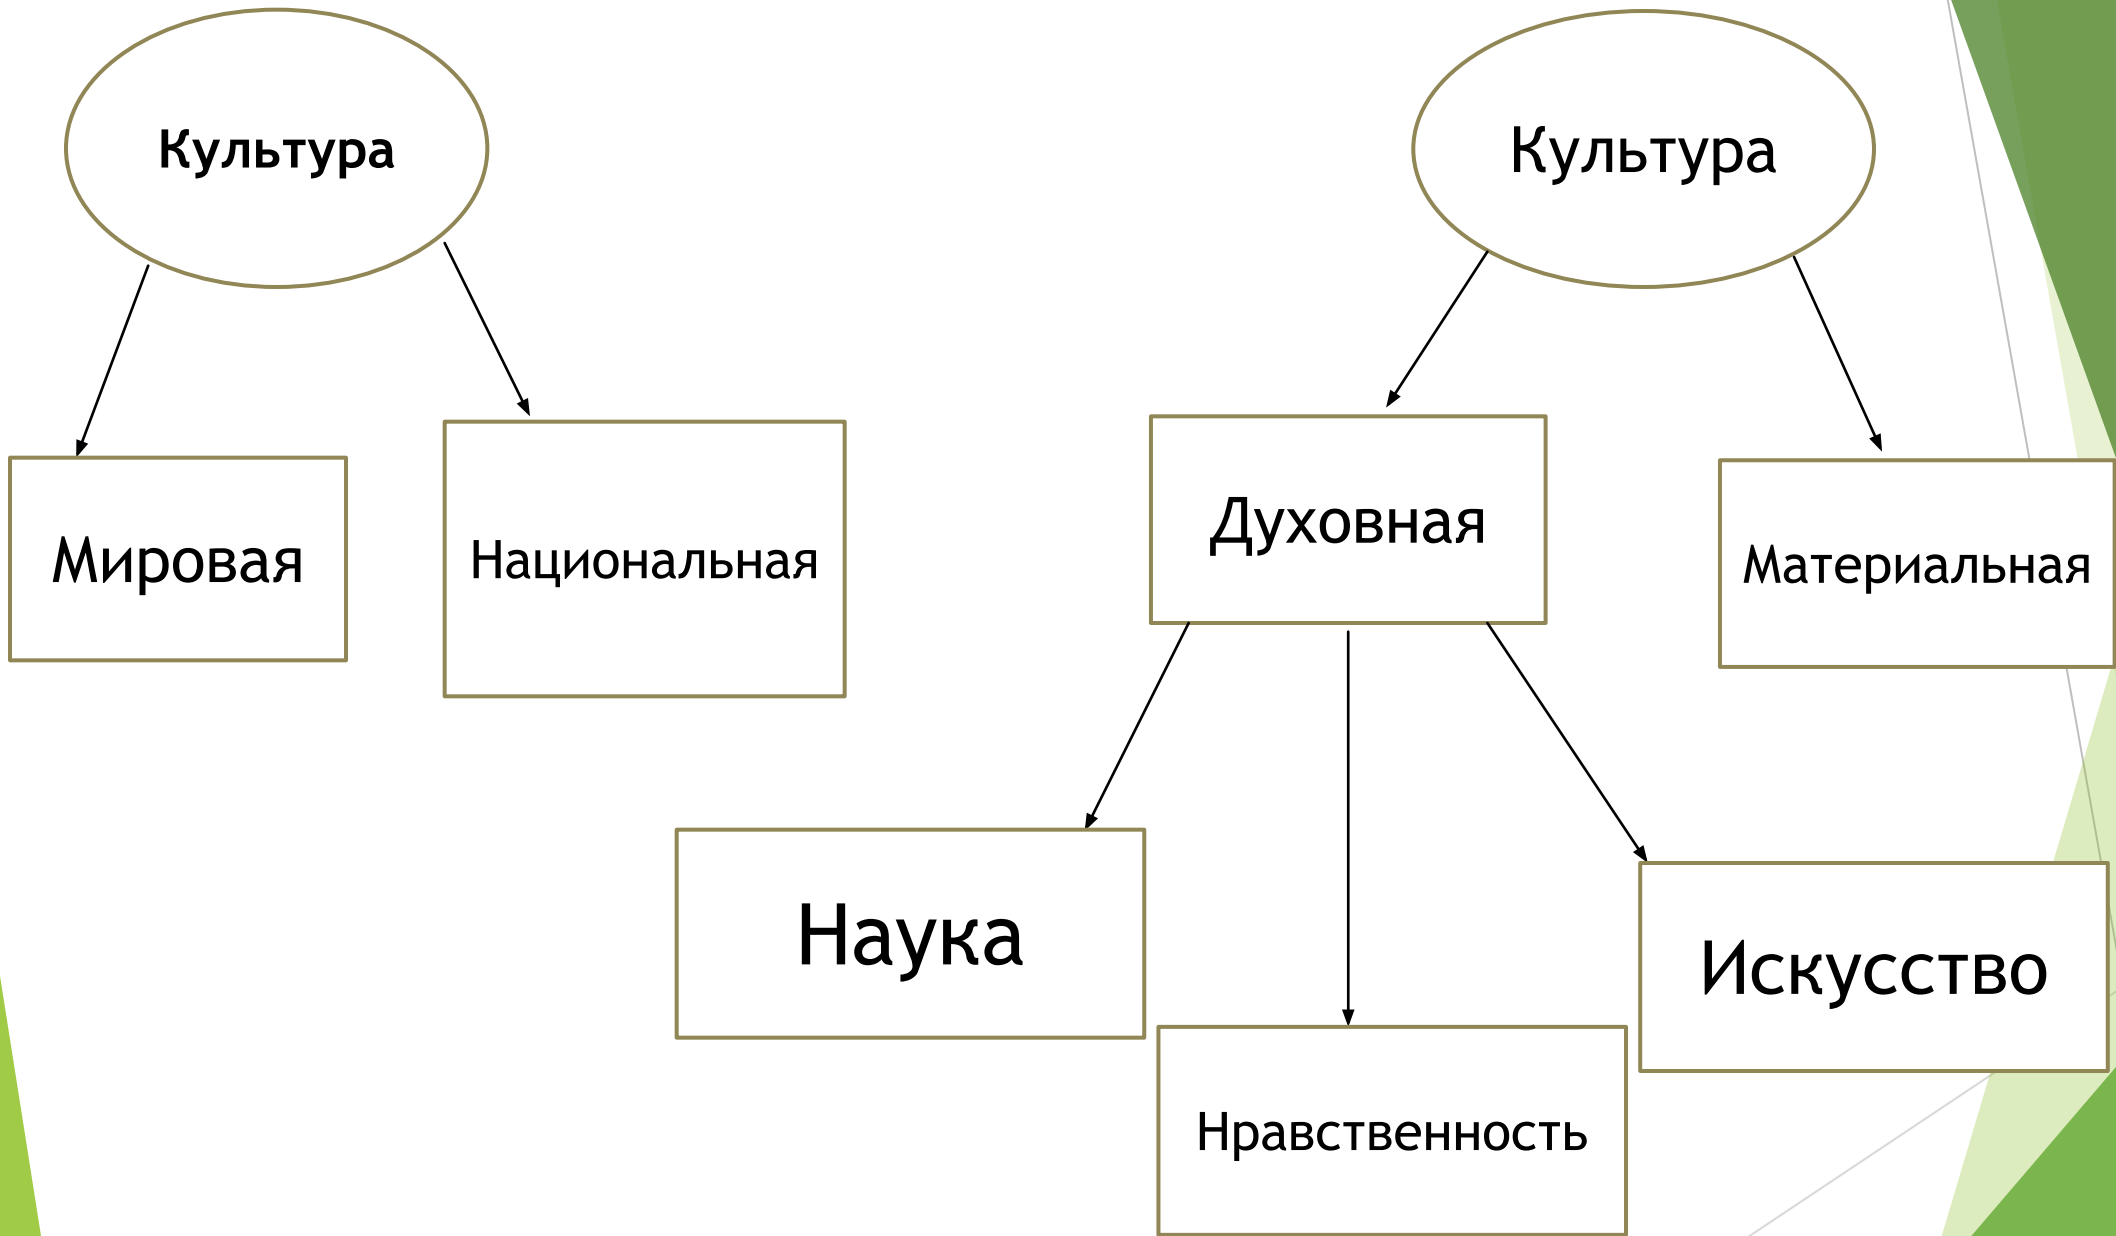 Культура
Культура
Мировая
Национальная
Духовная
Материальная
Наука
Искусство
Нравственность